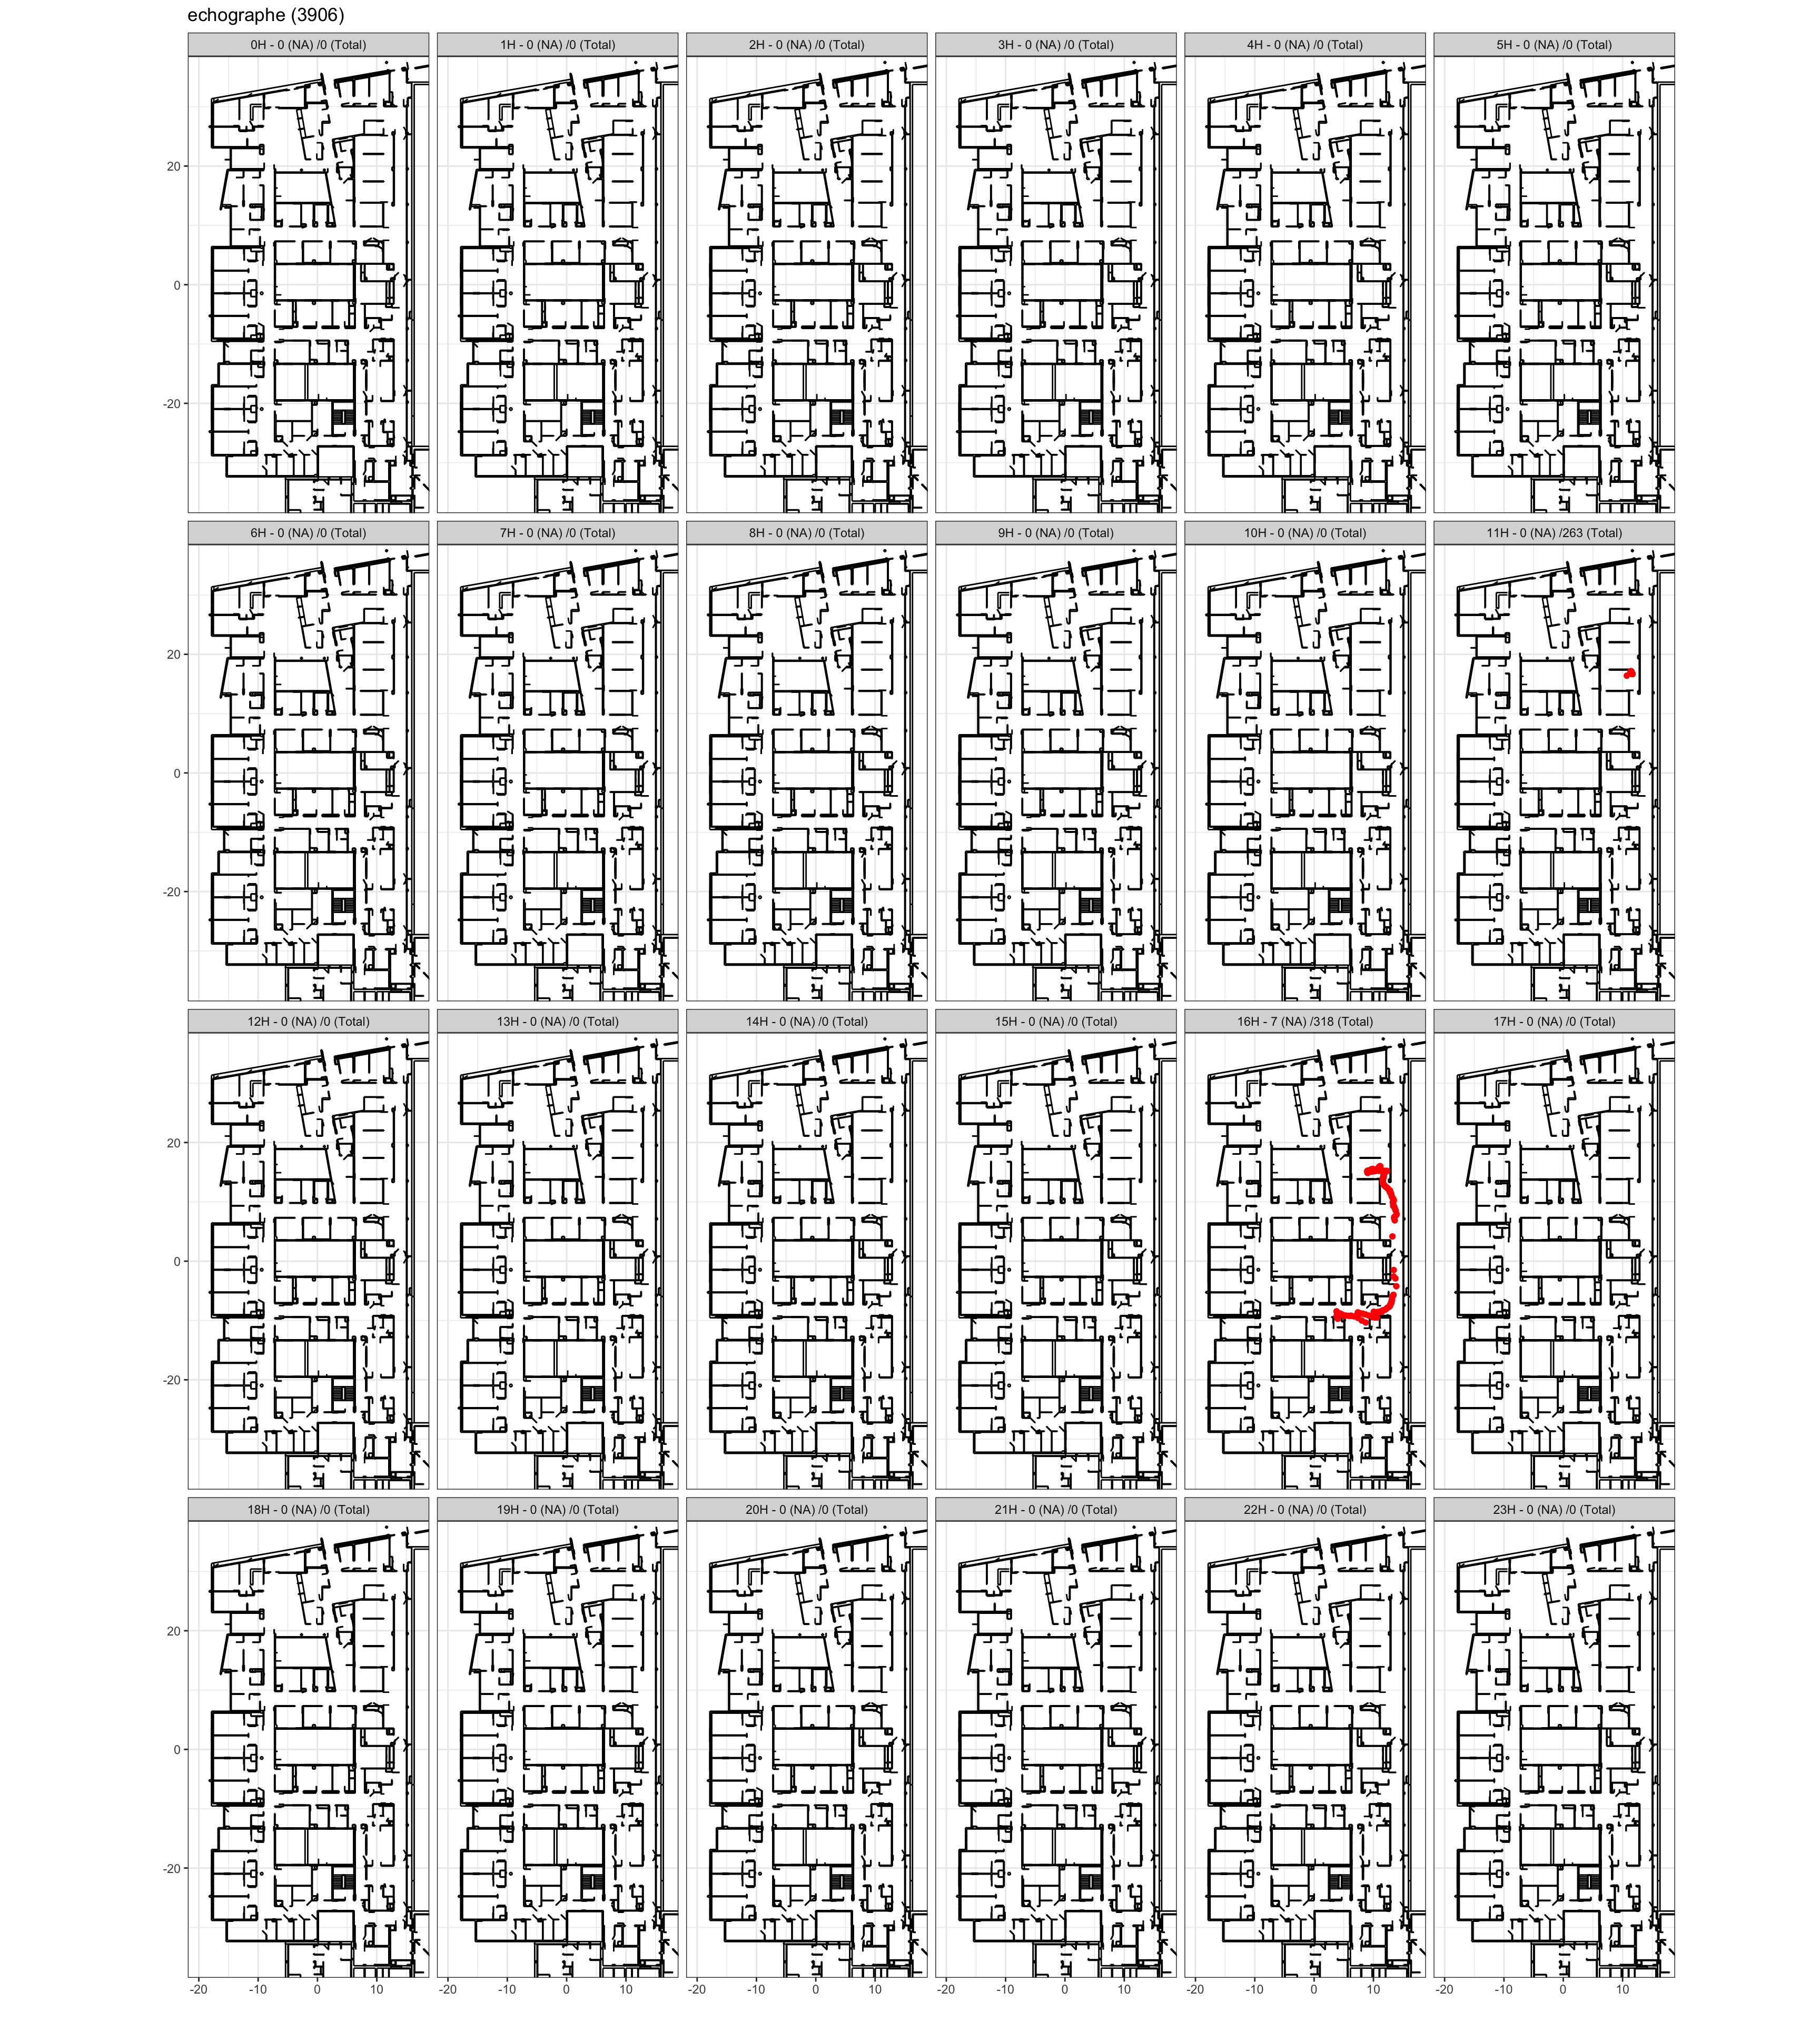 echographe (3906)
0H - 0 (NA) /0 (Total) 1H - 0 (NA) /0 (Total) 2H - 0 (NA) /0 (Total) 3H - 0 (NA) /0 (Total) 4H - 0 (NA) /0 (Total) 5H - 0 (NA) /0 (Total)
20
0
-20
6H - 0 (NA) /0 (Total) 7H - 0 (NA) /0 (Total) 8H - 0 (NA) /0 (Total) 9H - 0 (NA) /0 (Total) 10H - 0 (NA) /0 (Total) 11H - 0 (NA) /263 (Total)
20
0
-20
12H - 0 (NA) /0 (Total) 13H - 0 (NA) /0 (Total) 14H - 0 (NA) /0 (Total) 15H - 0 (NA) /0 (Total) 16H - 7 (NA) /318 (Total) 17H - 0 (NA) /0 (Total)
20
0
-20
18H - 0 (NA) /0 (Total) 19H - 0 (NA) /0 (Total) 20H - 0 (NA) /0 (Total) 21H - 0 (NA) /0 (Total) 22H - 0 (NA) /0 (Total) 23H - 0 (NA) /0 (Total)
20
0
-20
-20 -10 0 10 -20 -10 0 10 -20 -10 0 10 -20 -10 0 10 -20 -10 0 10 -20 -10 0 10